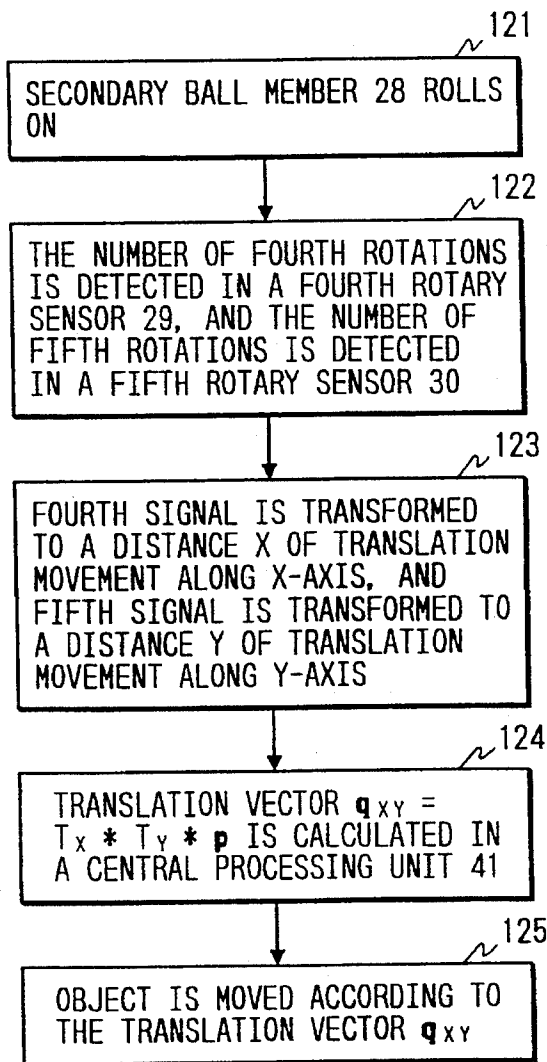 121
SECONDARY BALL MEMBER 28 ROLLS
ON
122
THE NUMBER OF FOURTH ROTATIONS
IS DETECTED IN A FOURTH ROTARY
SENSOR 29, AND THE NUMBER OF
FIFTH ROTATIONS IS DETECTED
IN A FIFTH ROTARY SENSOR 30
123
FOURTH SIGNAL IS TRANSFORMED
TO A DISTANCE X OF TRANSLATION
MOVEMENT ALONG X-AXIS, AND
FIFTH SIGNAL IS TRANSFORMED TO
A DISTANCE Y OF TRANSLATION
MOVEMENT ALONG Y-AXIS
124
TRANSLATION VECTOR q XY =
TX * TY * p IS CALCULATED IN
A CENTRAL PROCESSING UNIT 41
125
OBJECT IS MOVED ACCORDING TO
THE TRANSLATION VECTOR q XY